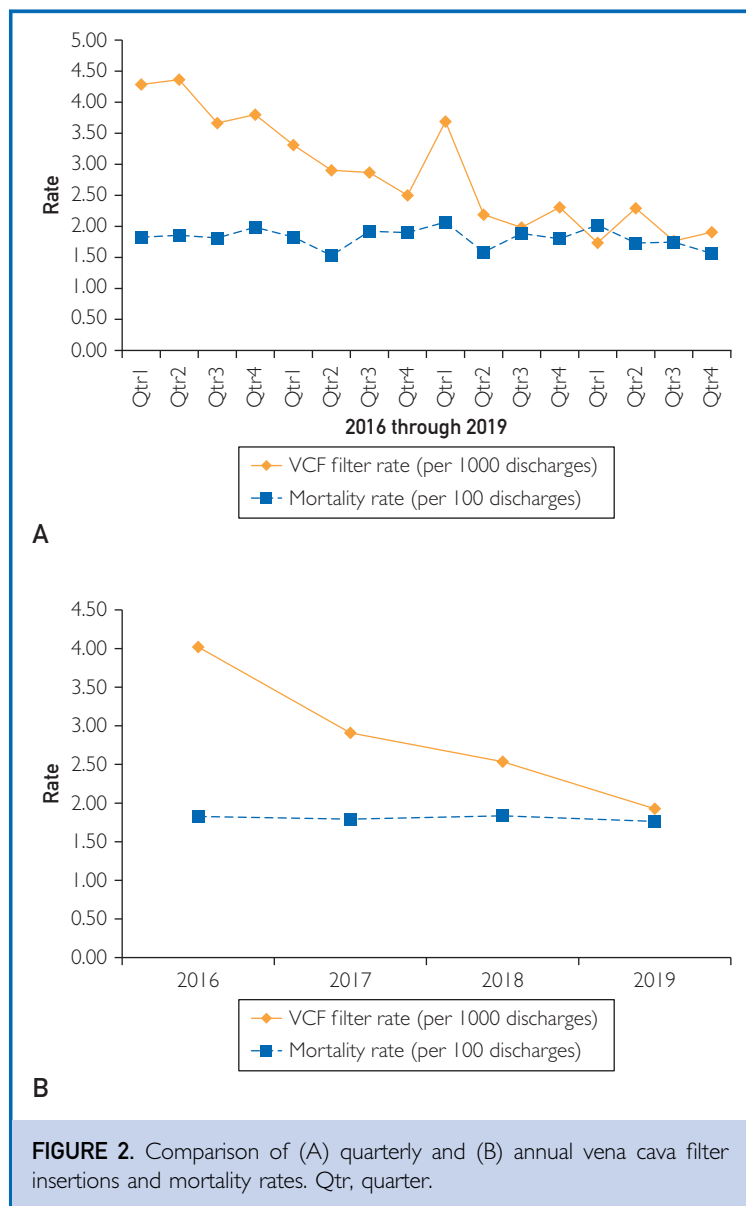 5.00
4.50
4.00
3.50
3.00
2.50
2.00
1.50
1.00
0.50
0.00
Rate
Qtr1
Qtr2
Qtr3
Qtr4
Qtr1
Qtr2
Qtr3
Qtr4
Qtr1
Qtr2
Qtr3
Qtr4
Qtr1
Qtr2
Qtr3
Qtr4
2016 through 2019
VCF filter rate (per 1000 discharges)
Mortality rate (per 100 discharges)
A
4.50
4.00
3.50
3.00
2.50
2.00
1.50
1.00
0.50
0.00
Rate
2016 2017 2018 2019
VCF filter rate (per 1000 discharges)
Mortality rate (per 100 discharges)
B
FIGURE 2. Comparison of (A) quarterly and (B) annual vena cava filter
insertions and mortality rates. Qtr, quarter.